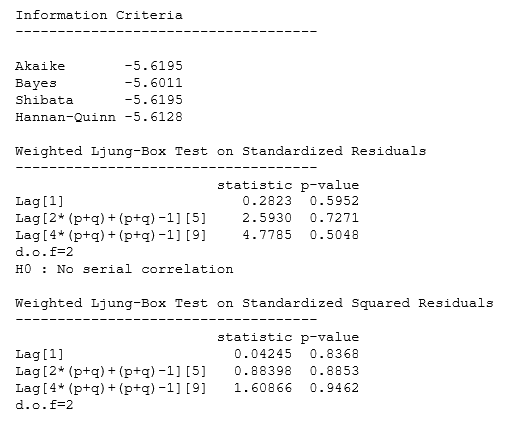 Information Criteria
------------------------------------
Akaike       -5.6195
Bayes        -5.6011
Shibata      -5.6195
Hannan-Quinn -5.6128
Weighted Ljung-Box Test on Standardized Residuals
------------------------------------
                        statistic p-value
Lag[1]                     0.2823  0.5952
Lag[2*(p+q)+(p+q)-1][5]    2.5930  0.7271
Lag[4*(p+q)+(p+q)-1][9]    4.7785  0.5048
d.o.f=2
H0 : No serial correlation
Weighted Ljung-Box Test on Standardized Squared Residuals
------------------------------------
                        statistic p-value
Lag[1]                    0.04245  0.8368
Lag[2*(p+q)+(p+q)-1][5]   0.88398  0.8853
Lag[4*(p+q)+(p+q)-1][9]   1.60866  0.9462
d.o.f=2